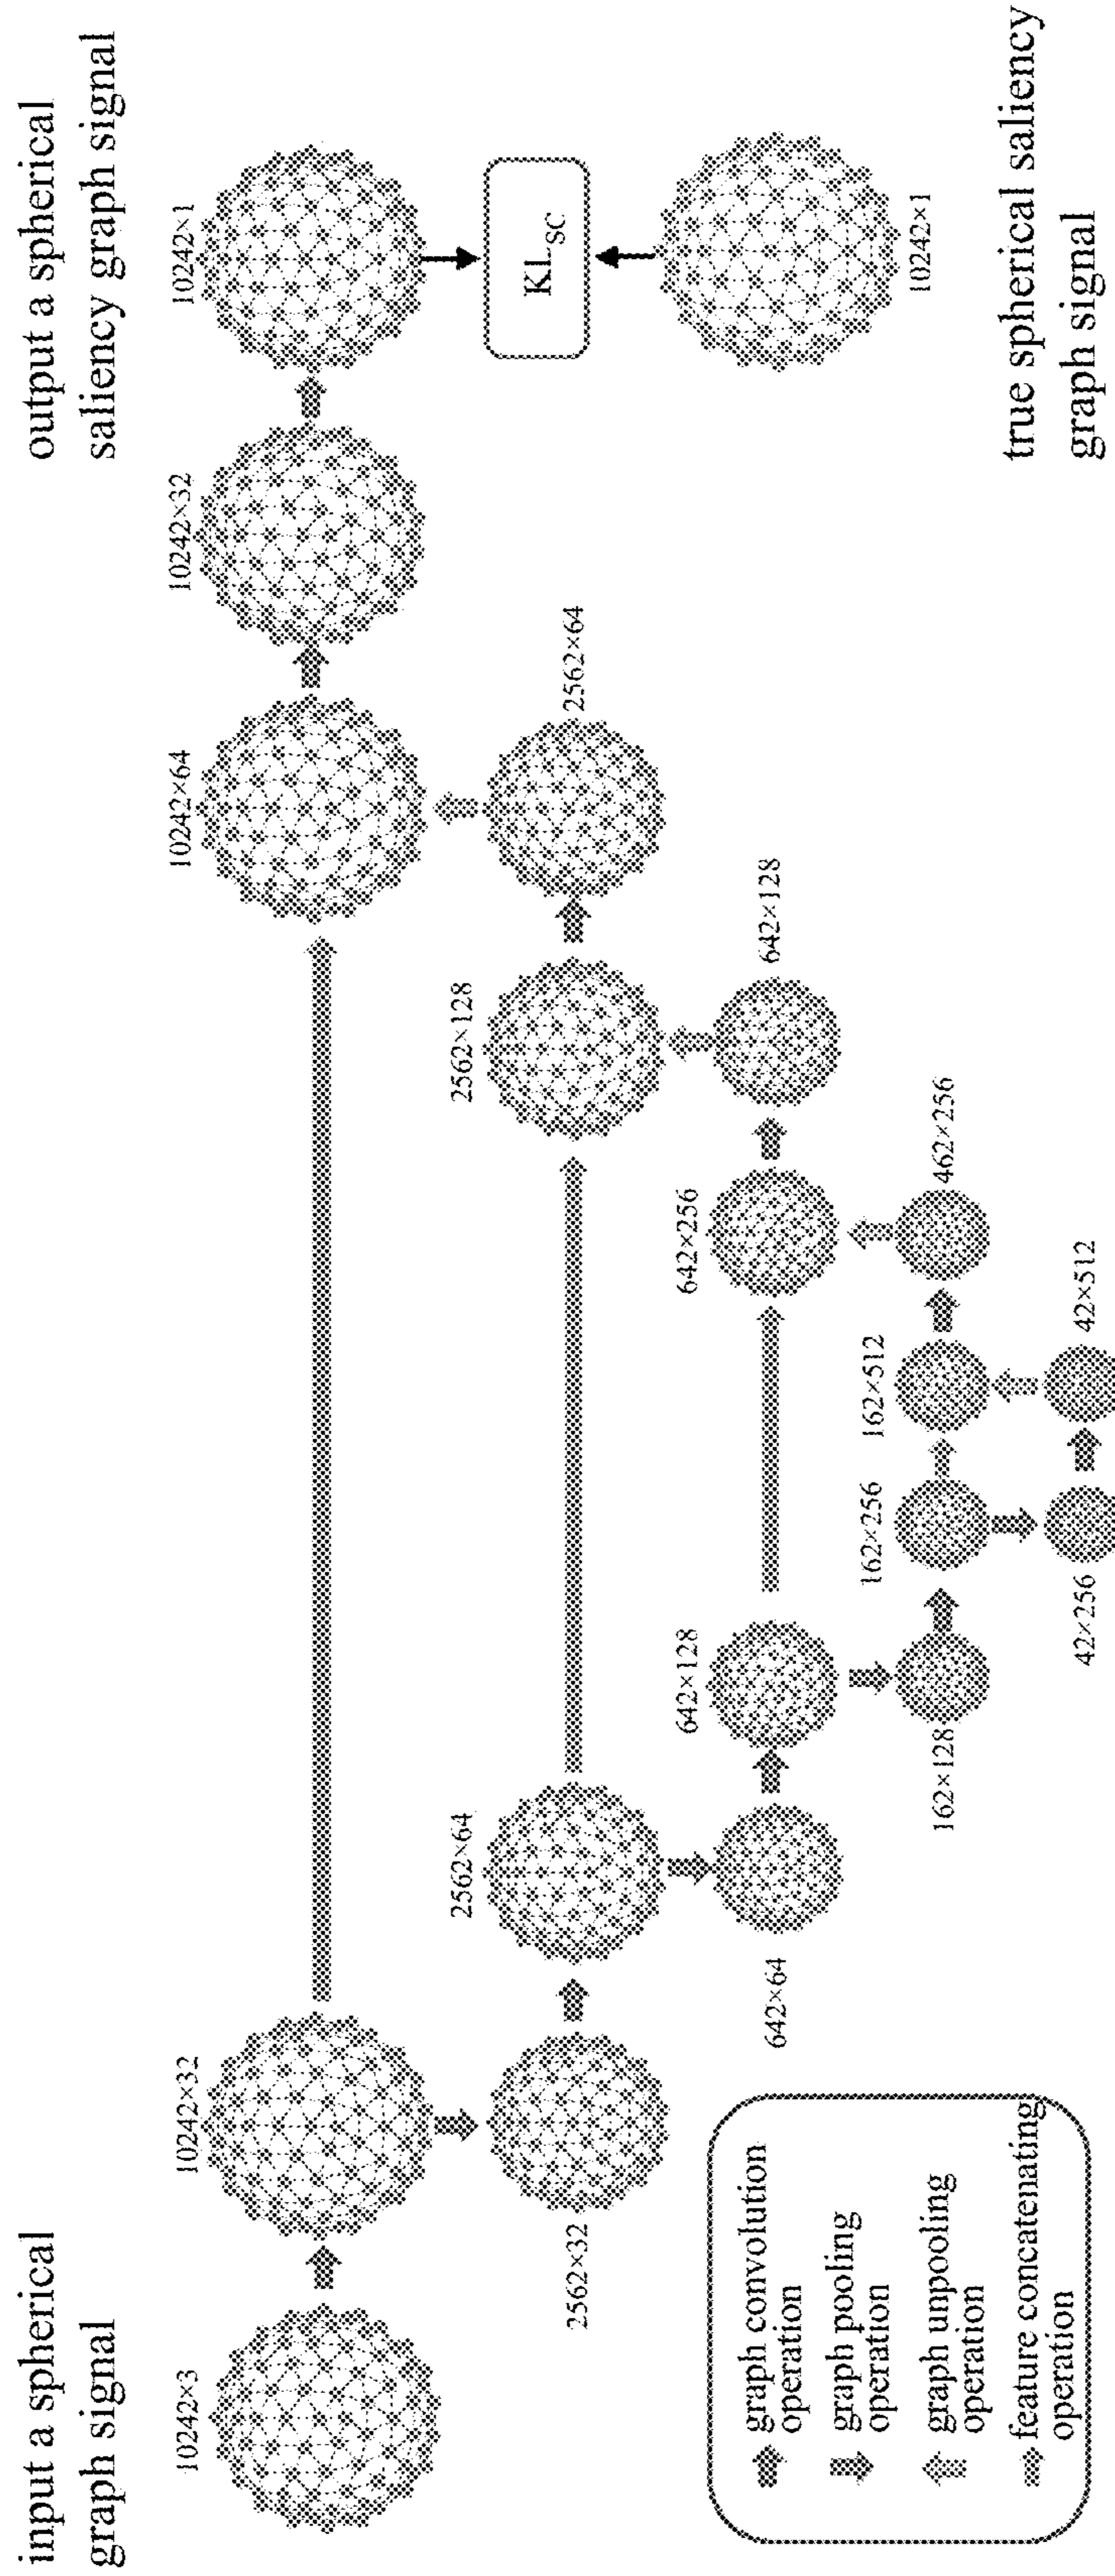 input a spherical
graph signal
output a spherical
saliency graph signal
10242×3
10242×32
10242×64
10242×32
10242×1
2562×32
2562×64
2562×128
2562×64
KL_SC
642×64
642×128
642×256
642×128
10242×1
162×128
162×256
162×512
462×256
42×256
42×512
true spherical saliency
graph signal
graph convolution
operation
graph pooling
operation
graph unpooling
operation
feature concatenating
operation